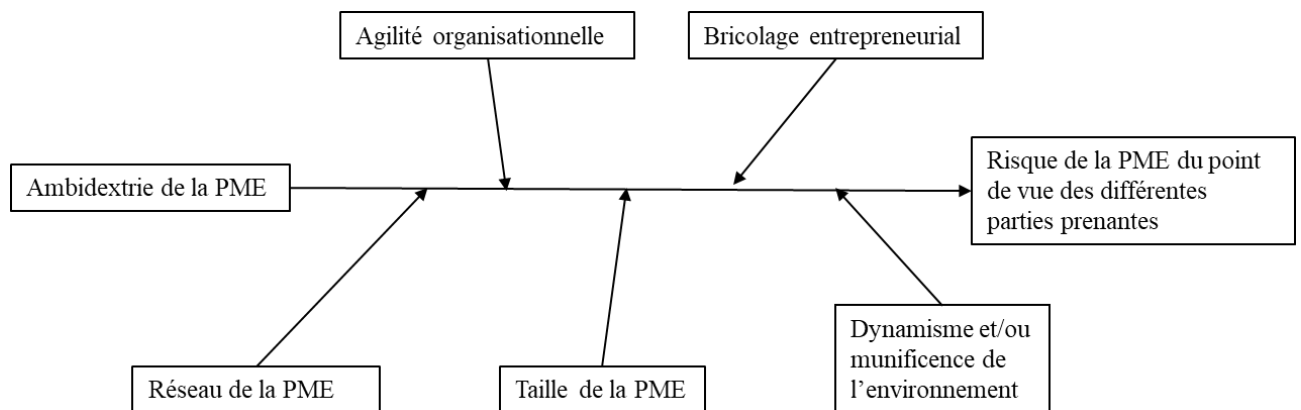 Agilité organisationnelle
Bricolage entrepreneurial
Ambidextrie de la PME
Risque de la PME du point
de vue des différentes
parties prenantes
Réseau de la PME
Taille de la PME
Dynamisme et/ou
munificence de
l’environnement